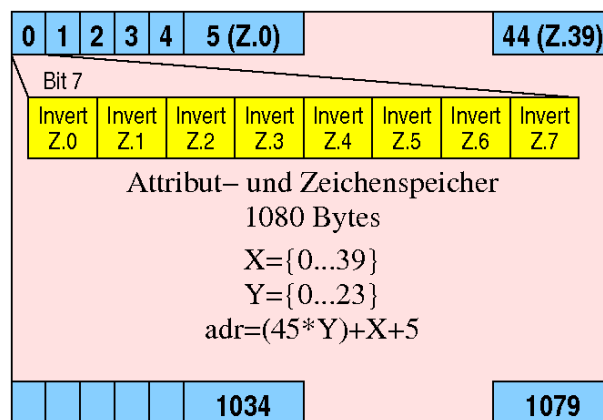 0 1 2 3 4 5 (Z.0) 44 (Z.39)
Bit 7
Invert Invert Invert Invert Invert Invert Invert Invert
Z.0 Z.1 Z.2 Z.3 Z.4 Z.5 Z.6 Z.7
Attribut– und Zeichenspeicher
1080 Bytes
X={0...39}
Y={0...23}
adr=(45*Y)+X+5
1034 1079